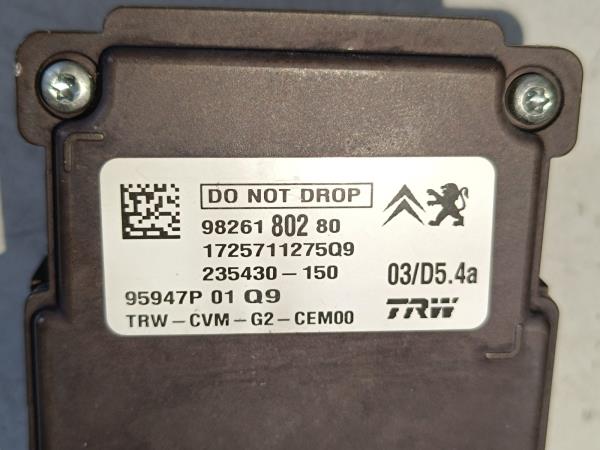 DO NOT DROP
98261 802 80
1725711275Q9
235430-150
03/D5.4a
95947P 01 Q9
TRW-CVM-G2-CEM00
TRW